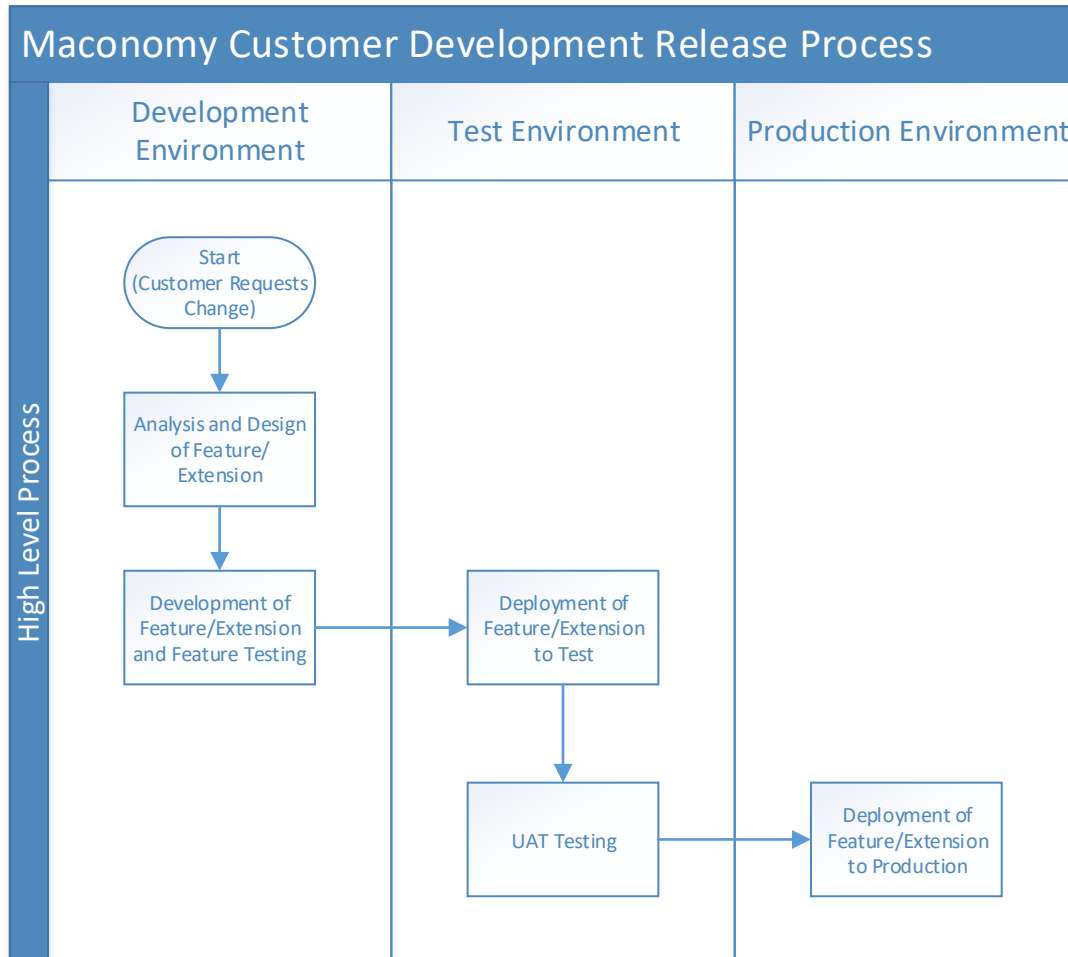 Maconomy Customer Development Release Process
High Level Process
Development
Environment
Test Environment
Production Environment
Start
(Customer Requests
Change)
Analysis and Design
of Feature/
Extension
Development of
Feature/Extension
and Feature Testing
Deployment of
Feature/Extension
to Test
UAT Testing
Deployment of
Feature/Extension
to Production